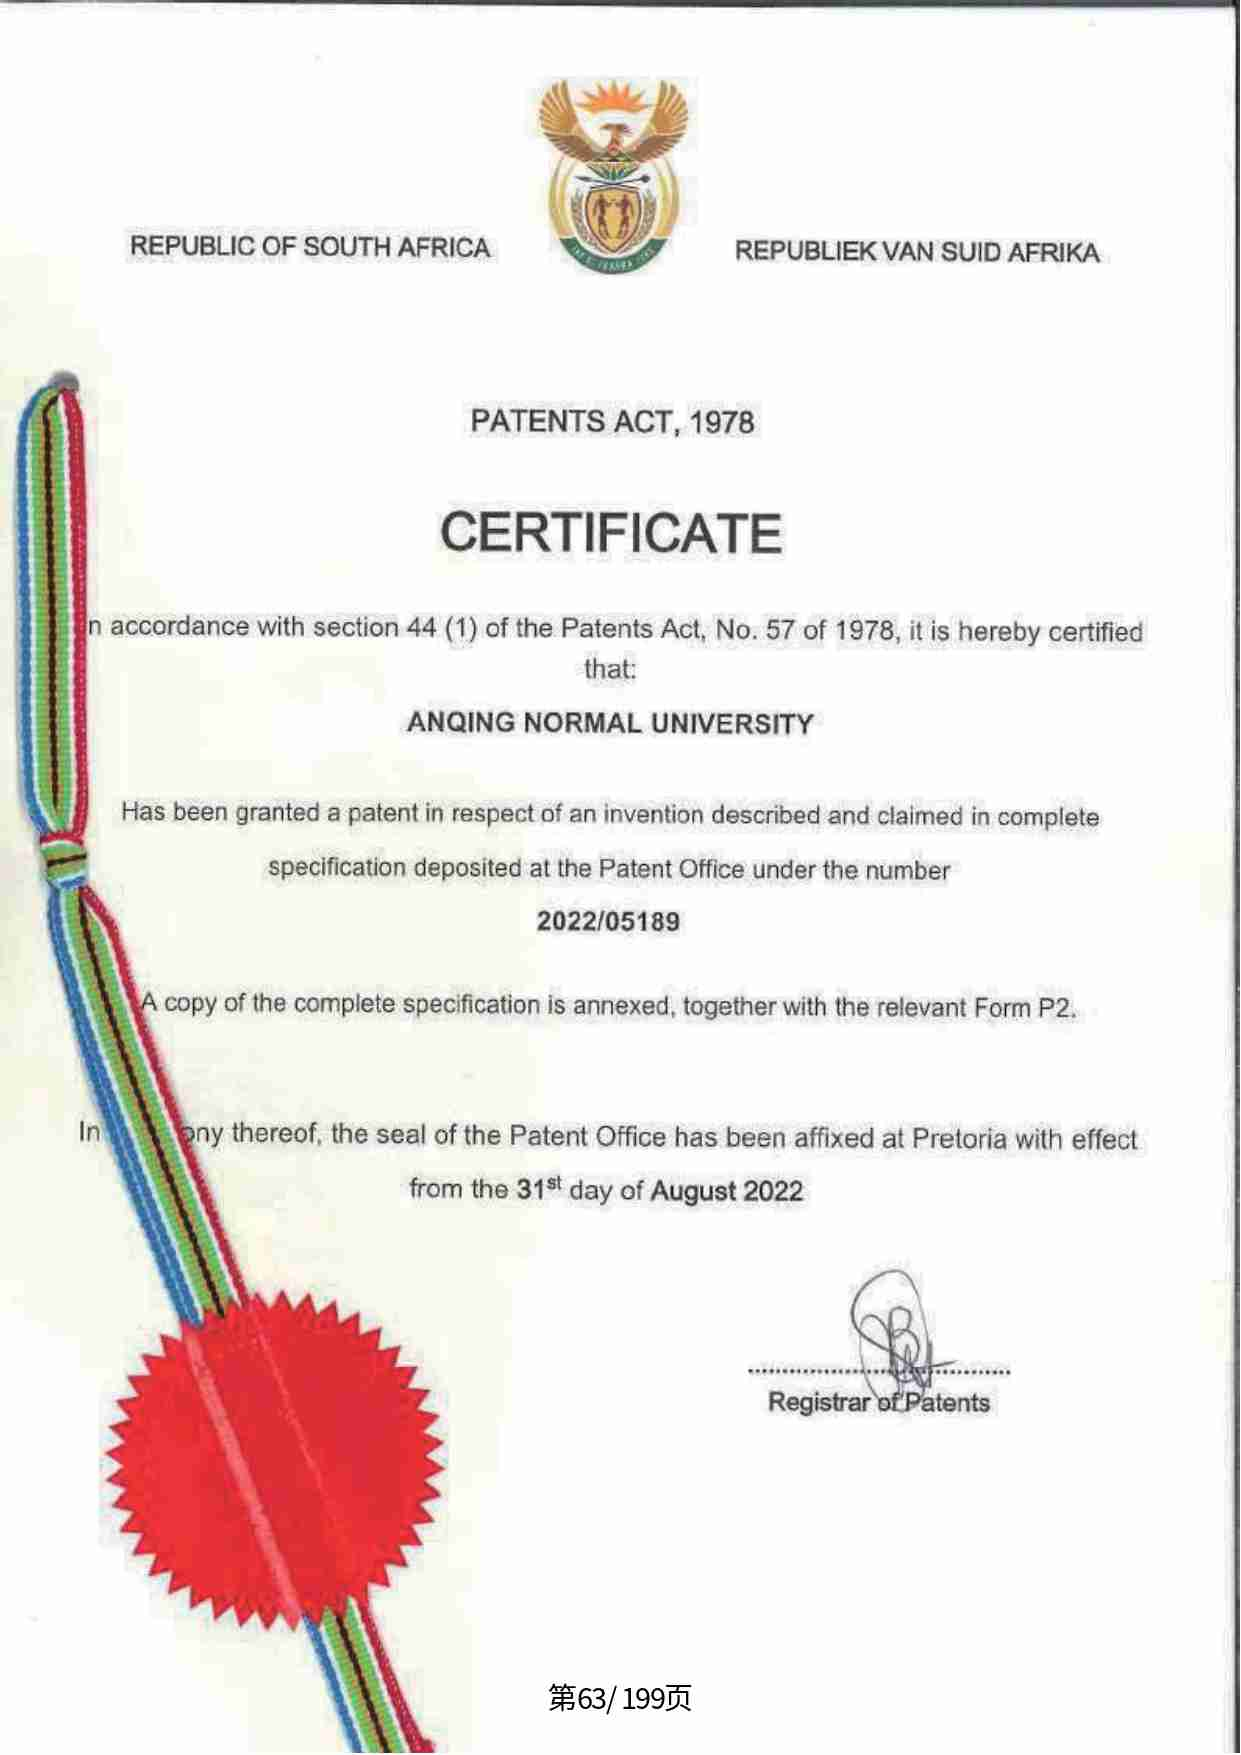 REPUBLIC OF SOUTH AFRICA
REPUBLIEK VAN SUID AFRIKA
PATENTS ACT, 1978
CERTIFICATE
n accordance with section 44 (1) of the Patents Act, No. 57 of 1978, it is hereby certified
that:
ANQING NORMAL UNIVERSITY
Has been granted a patent in respect of an invention described and claimed in complete
specification deposited at the Patent Office under the number
2022/05189
A copy of the complete specification is annexed, together with the relevant Form P2.
In ony thereof, the seal of the Patent Office has been affixed at Pretoria with effect
from the 31st day of August 2022
Registrar of Patents
第63/ 199页